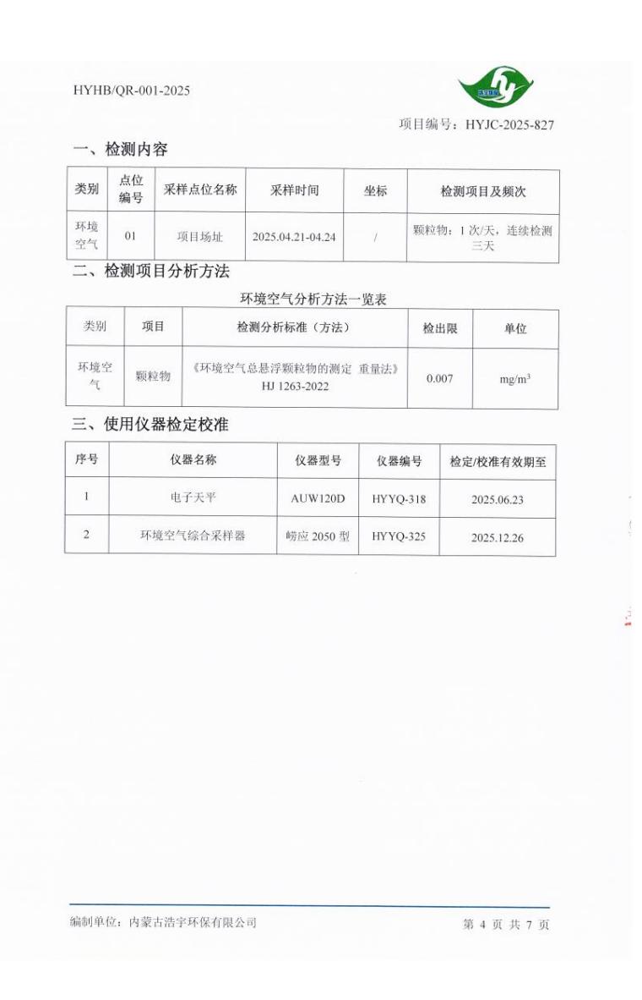 HYHB/QR-001-2025
hy
项目编号：HYJC-2025-827
一、检测内容
类别 点位编号 采样点位名称 采样时间 坐标 检测项目及频次
环境空气 01 项目场址 2025.04.21-04.24 / 颗粒物；1 次/天，连续检测三天
二、检测项目分析方法
环境空气分析方法一览表
类别 项目 检测分析标准（方法） 检出限 单位
环境空气 颗粒物 《环境空气总悬浮颗粒物的测定 重量法》HJ 1263-2022 0.007 mg/m³
三、使用仪器检定校准
序号 仪器名称 仪器型号 仪器编号 检定/校准有效期至
1 电子天平 AUW120D HYYQ-318 2025.06.23
2 环境空气综合采样器 崂应 2050 型 HYYQ-325 2025.12.26
编制单位：内蒙古浩宇环保有限公司
第 4 页 共 7 页